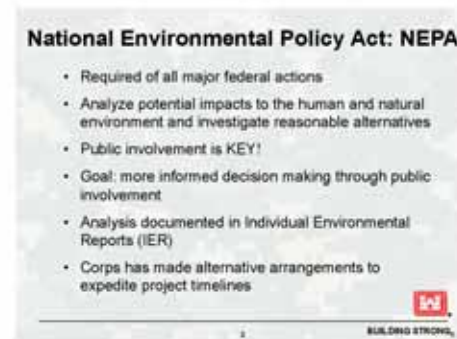 National Environmental Policy Act: NEPA
• Required of all major federal actions
• Analyze potential impacts to the human and natural
environment and investigate reasonable alternatives
• Public involvement is KEY!
• Goal: more informed decision making through public
involvement
• Analysis documented in Individual Environmental
Reports (IER)
• Corps has made alternative arrangements to
expedite project timelines
BUILDING STRONG®